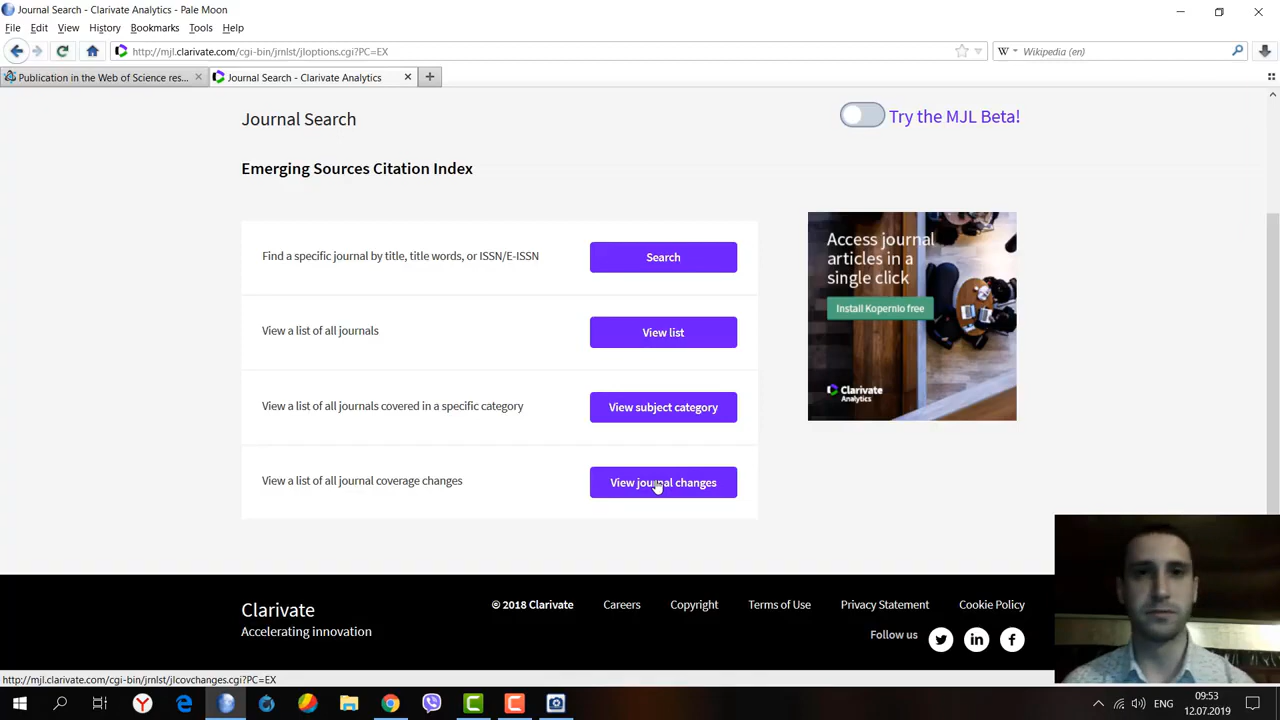 Journal Search - Clarivate Analytics - Pale Moon
File Edit View History Bookmarks Tools Help
http://mjl.clarivate.com/cgi-bin/jrnlst/jloptions.cgi?PC=EX
Wikipedia (en)
Publication in the Web of Science res...
Journal Search - Clarivate Analytics
Journal Search
Try the MJL Beta!
Emerging Sources Citation Index
Find a specific journal by title, title words, or ISSN/E-ISSN
Search
View a list of all journals
View list
View a list of all journals covered in a specific category
View subject category
View a list of all journal coverage changes
View journal changes
Access journal
articles in a
single click
Install Kopernio free
Clarivate
Analytics
Clarivate
Accelerating innovation
© 2018 Clarivate Careers Copyright Terms of Use Privacy Statement Cookie Policy
Follow us
http://mjl.clarivate.com/cgi-bin/jrnlst/jlcovchanges.cgi?PC=EX
ENG
09:53
12.07.2019